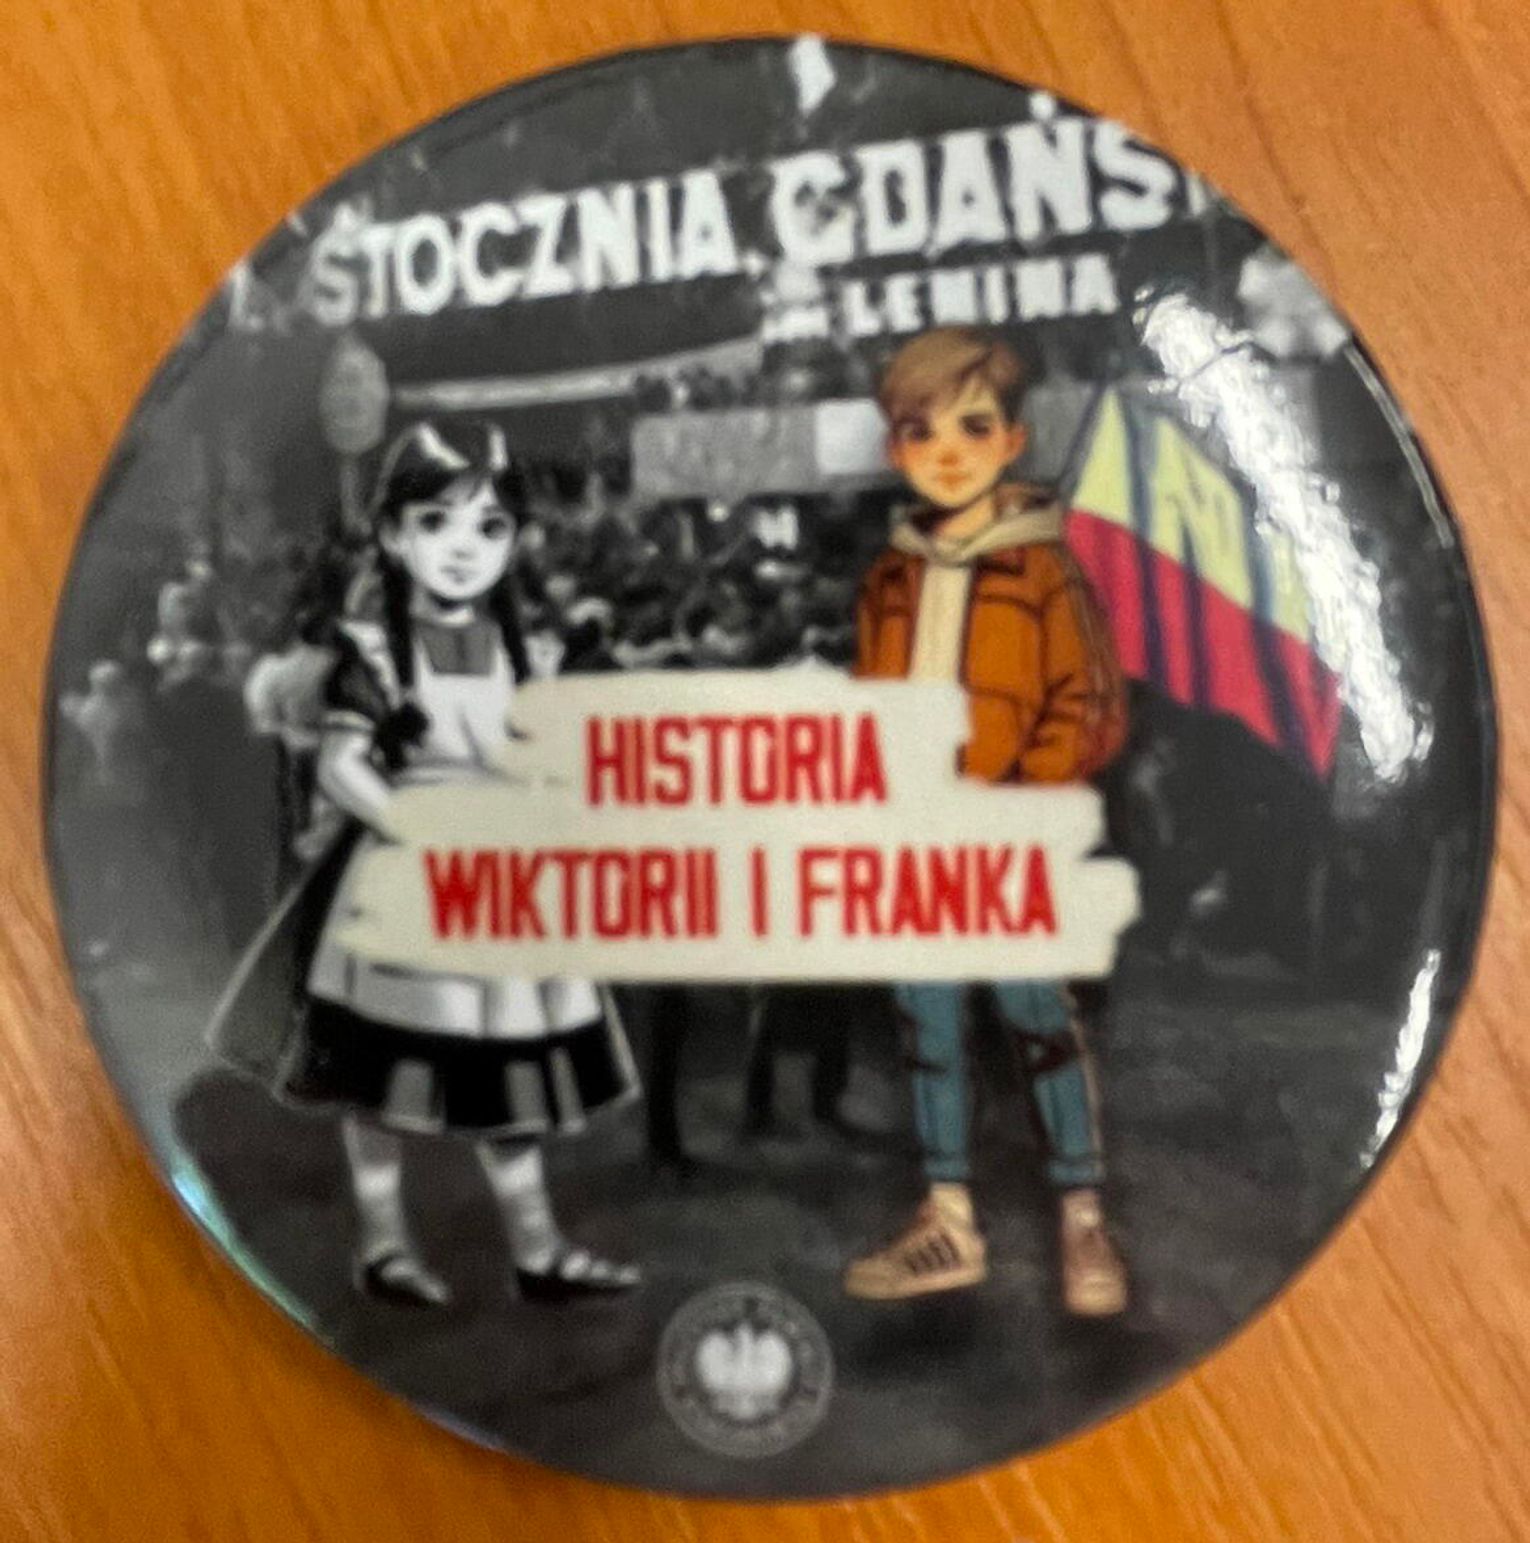 STOCZNIA GDAŃS
LENINA
HISTORIA
WIKTORII I FRANKA